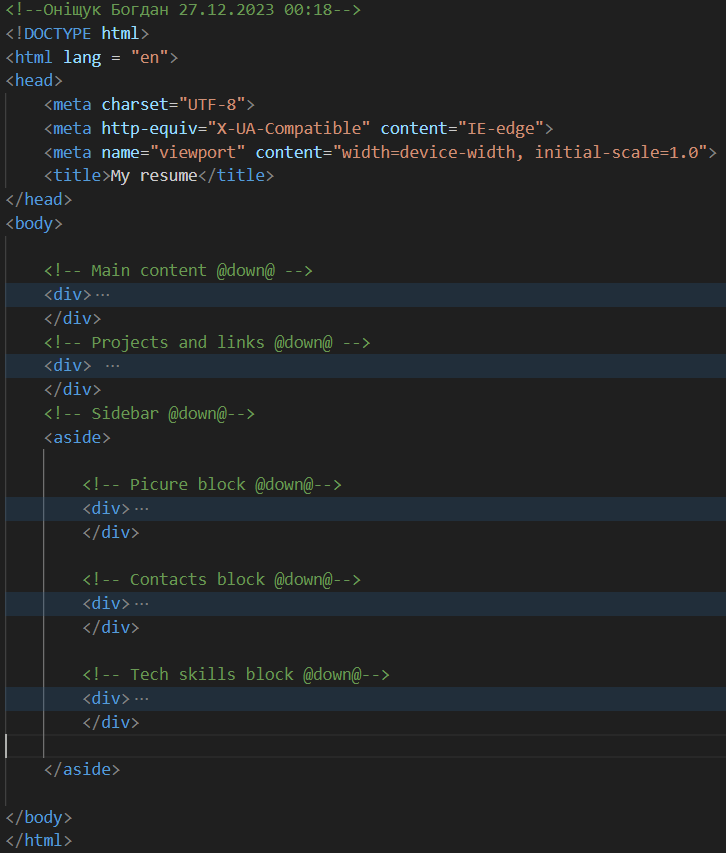 <!--Оніщук Богдан 27.12.2023 00:18-->
<!DOCTYPE html>
<html lang = "en">
<head>
    <meta charset="UTF-8">
    <meta http-equiv="X-UA-Compatible" content="IE-edge">
    <meta name="viewport" content="width=device-width, initial-scale=1.0">
    <title>My resume</title>
</head>
<body>

    <!-- Main content @down@ -->
    <div>···
    </div>
    <!-- Projects and links @down@ -->
    <div> ···
    </div>
    <!-- Sidebar @down@-->
    <aside>

        <!-- Picure block @down@-->
        <div>···
        </div>

        <!-- Contacts block @down@-->
        <div>···
        </div>

        <!-- Tech skills block @down@-->
        <div>···
        </div>

    </aside>

</body>
</html>